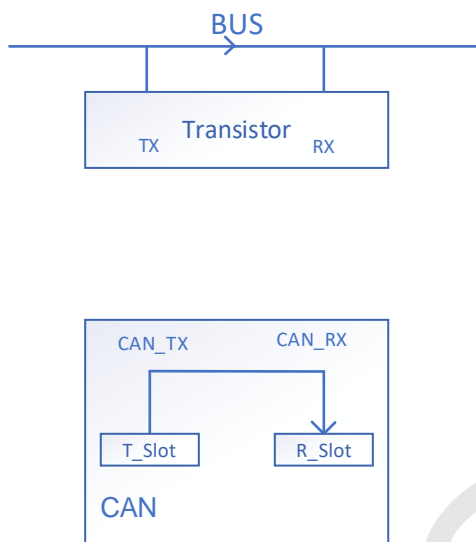 BUS
Transistor
TX
RX
CAN_TX
CAN_RX
T_Slot
R_Slot
CAN